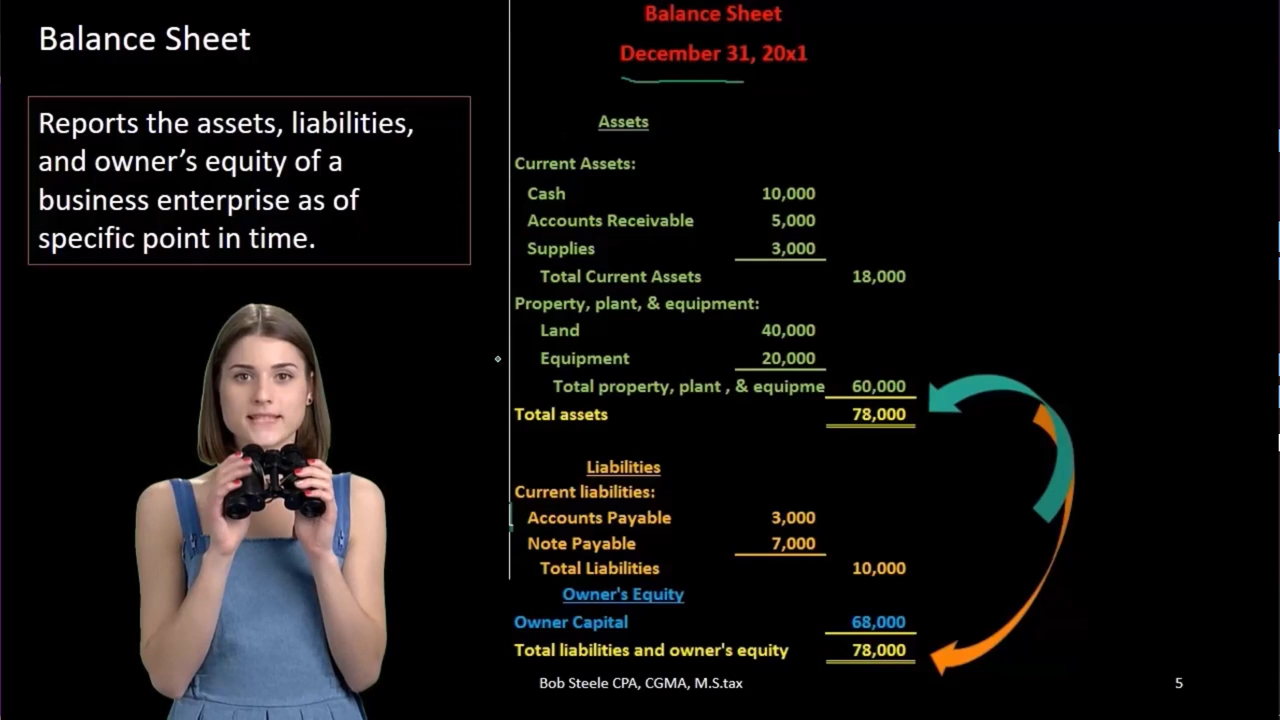 Balance Sheet
Reports the assets, liabilities,
and owner's equity of a
business enterprise as of
specific point in time.
Balance Sheet
December 31, 20x1
Assets
Current Assets:
Cash 10,000
Accounts Receivable 5,000
Supplies 3,000
Total Current Assets 18,000
Property, plant, & equipment:
Land 40,000
Equipment 20,000
Total property, plant , & equipme 60,000
Total assets 78,000
Liabilities
Current liabilities:
Accounts Payable 3,000
Note Payable 7,000
Total Liabilities 10,000
Owner's Equity
Owner Capital 68,000
Total liabilities and owner's equity 78,000
Bob Steele CPA, CGMA, M.S.tax 5